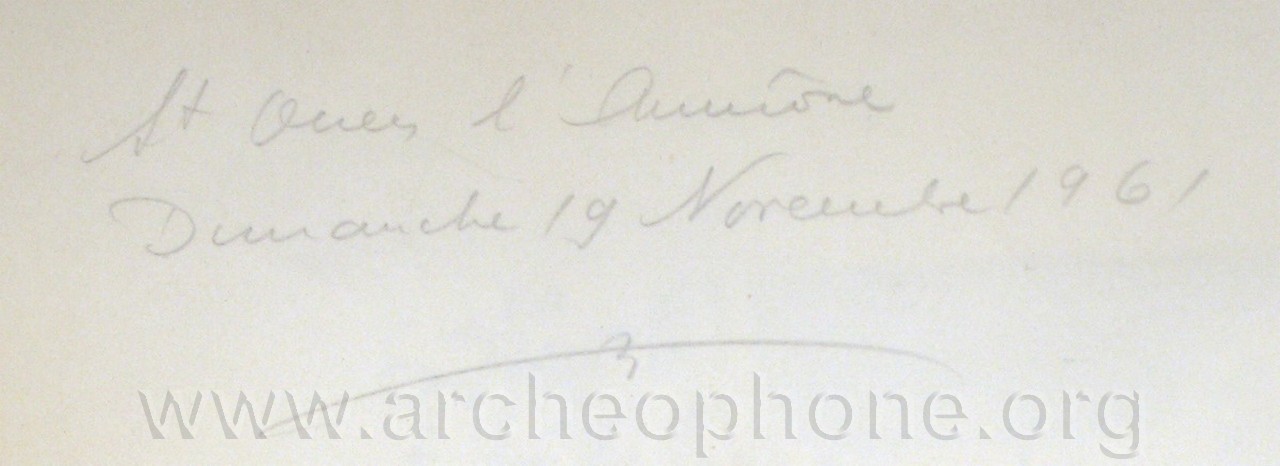 St Ouen l'Aumône
Dimanche 19 Novembre 1961
www.archeophone.org